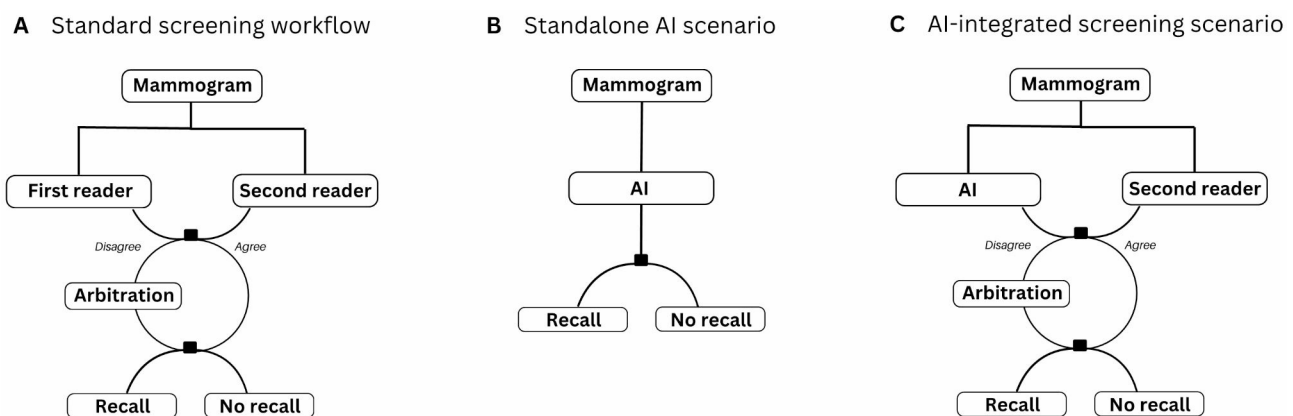 A Standard screening workflow
Mammogram
First reader
Second reader
Disagree
Agree
Arbitration
Recall
No recall
B Standalone AI scenario
Mammogram
AI
Recall
No recall
C AI-integrated screening scenario
Mammogram
AI
Second reader
Disagree
Agree
Arbitration
Recall
No recall